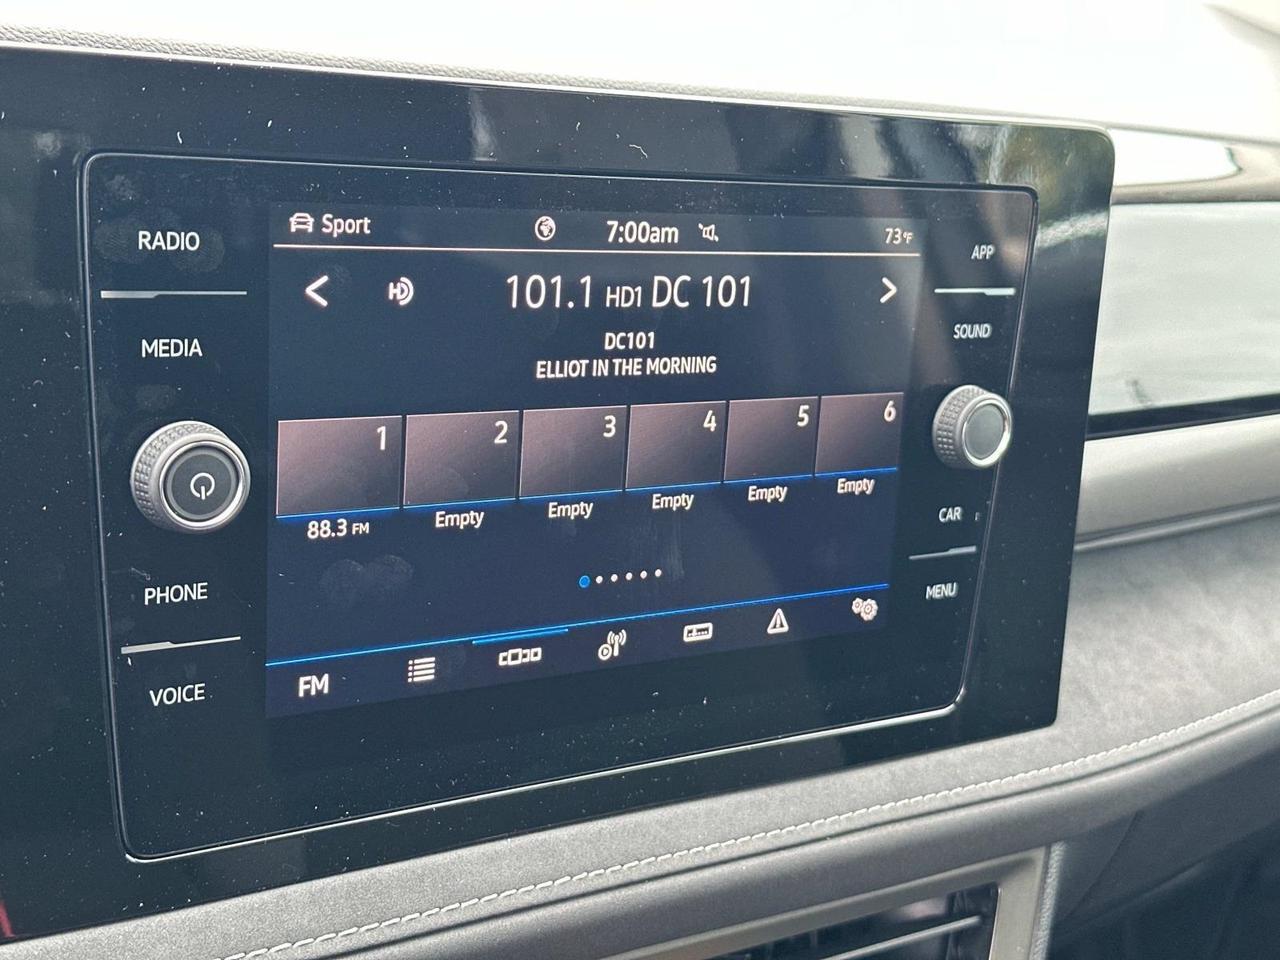 RADIO
MEDIA
PHONE
VOICE
Sport
7:00am
73°F
HD
101.1 HD1 DC 101
DC101
ELLIOT IN THE MORNING
1
2
3
4
5
6
88.3 FM
Empty
Empty
Empty
Empty
Empty
FM
APP
SOUND
CAR
MENU